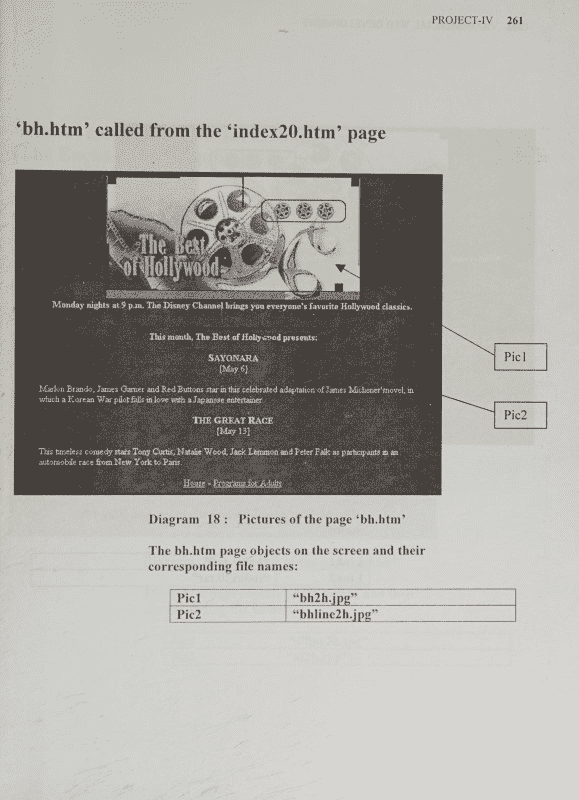 PROJECT-IV 261
‘bh.htm’ called from the ‘index20.htm’ page
The Best
of Hollywood
Monday nights at 9 p.m. The Disney Channel brings you everyone's favorite Hollywood classics.
This month, The Best of Hollywood presents:
SAYONARA
[May 6]
Marlon Brando, James Garner and Red Buttons star in this celebrated adaptation of James Michener'smovel, in
which a Korean War pilot falls in love with a Japanese entertainer.
THE GREAT RACE
[May 13]
This timeless comedy stars Tony Curtis, Natalie Wood, Jack Lemmon and Peter Falk as participants in an
automobile race from New York to Paris.
House - Programs for Adults
Pic1
Pic2
Diagram 18 : Pictures of the page ‘bh.htm’
The bh.htm page objects on the screen and their
corresponding file names:
Pic1 “bh2h.jpg”
Pic2 “bhline2h.jpg”